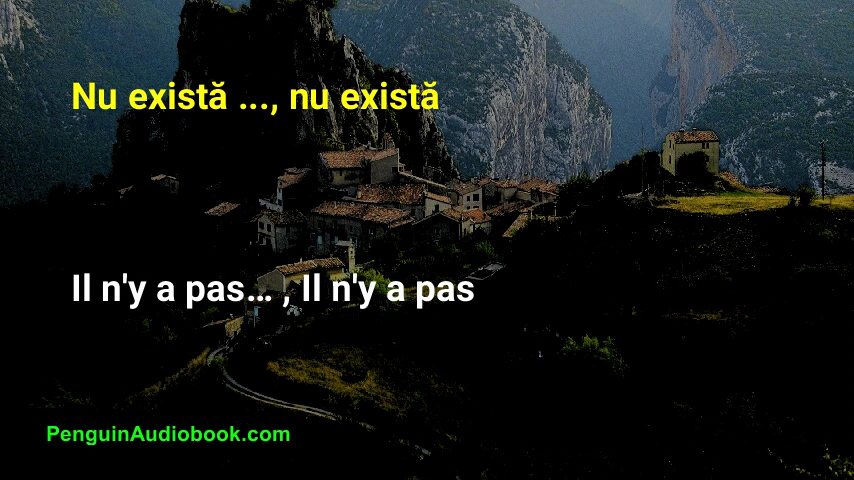 Nu există ..., nu există
Il n'y a pas… , Il n'y a pas
PenguinAudiobook.com